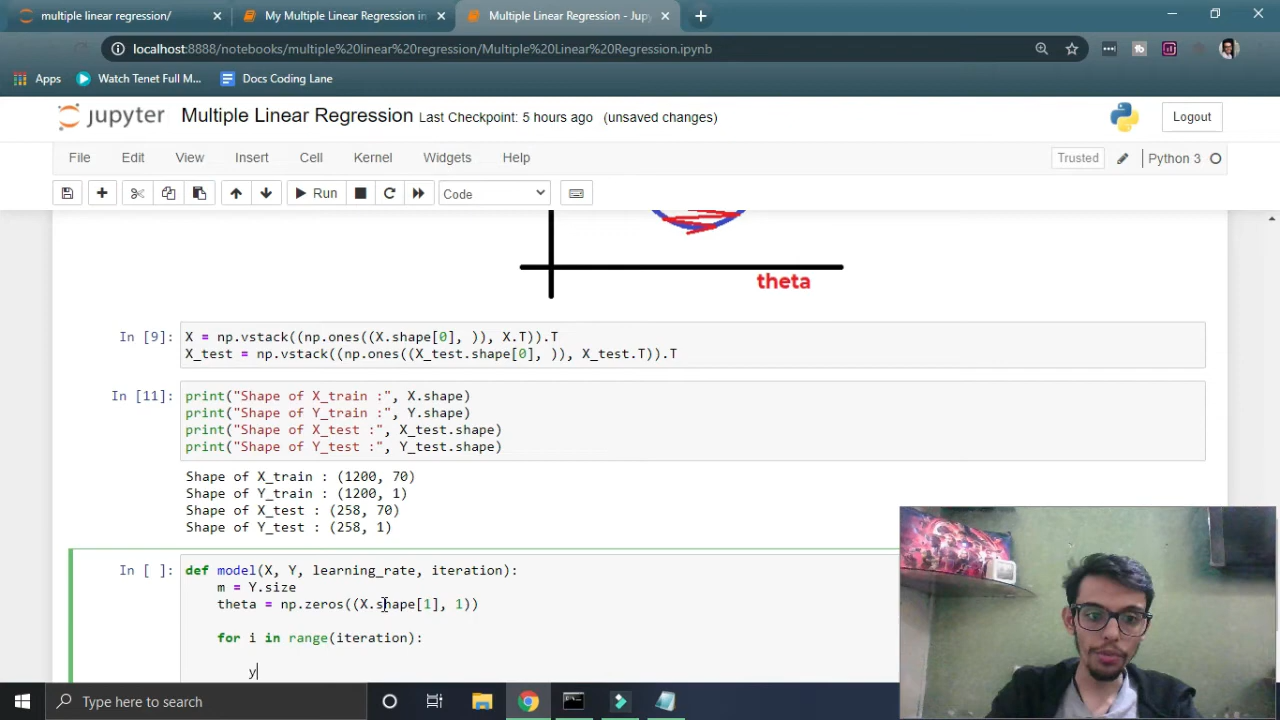 multiple linear regression/
My Multiple Linear Regression in
Multiple Linear Regression - Jupy
localhost:8888/notebooks/multiple%20linear%20regression/Multiple%20Linear%20Regression.ipynb
Apps
Watch Tenet Full M...
Docs Coding Lane
jupyter Multiple Linear Regression Last Checkpoint: 5 hours ago (unsaved changes)
Logout
File Edit View Insert Cell Kernel Widgets Help
Trusted
Python 3
Run
Code
theta
In [9]:
X = np.vstack((np.ones((X.shape[0], )), X.T)).T
X_test = np.vstack((np.ones((X_test.shape[0], )), X_test.T)).T
In [11]:
print("Shape of X_train :", X.shape)
print("Shape of Y_train :", Y.shape)
print("Shape of X_test :", X_test.shape)
print("Shape of Y_test :", Y_test.shape)
Shape of X_train : (1200, 70)
Shape of Y_train : (1200, 1)
Shape of X_test : (258, 70)
Shape of Y_test : (258, 1)
In [ ]:
def model(X, Y, learning_rate, iteration):
m = Y.size
theta = np.zeros((X.shape[1], 1))
for i in range(iteration):
y
Type here to search